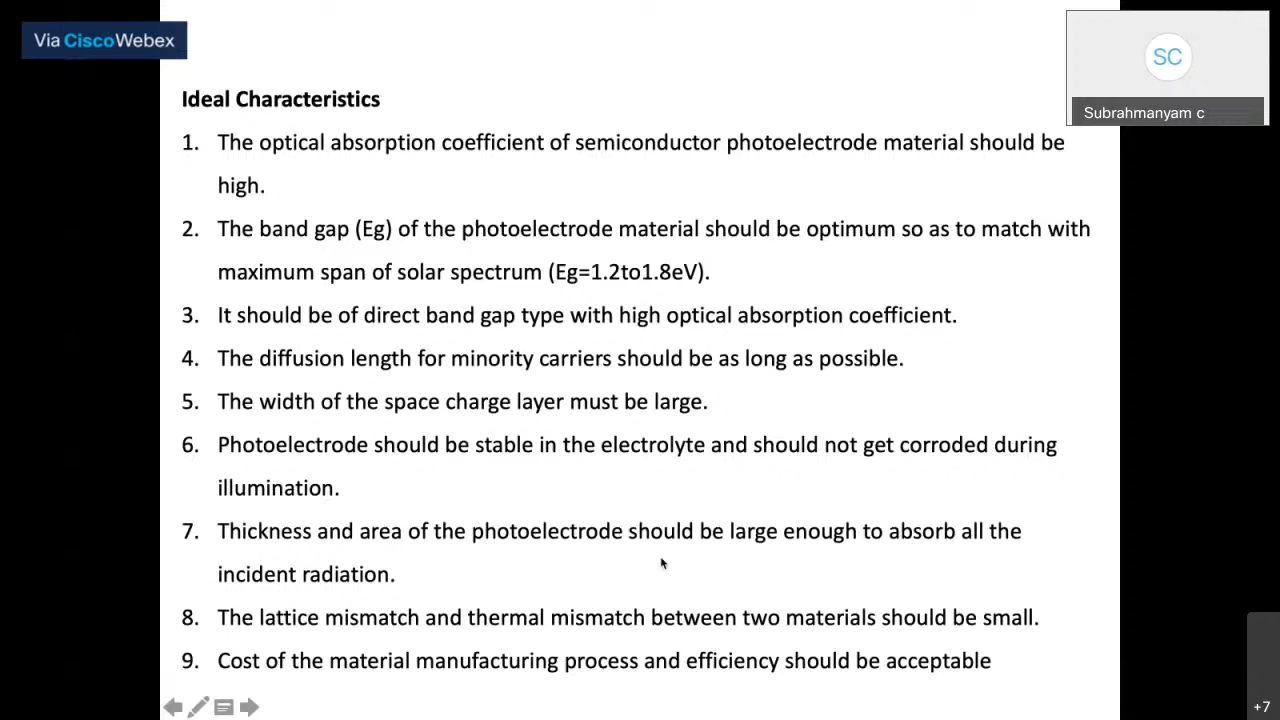 Via CiscoWebex
SC
Subrahmanyam c
Ideal Characteristics
1. The optical absorption coefficient of semiconductor photoelectrode material should be
high.
2. The band gap (Eg) of the photoelectrode material should be optimum so as to match with
maximum span of solar spectrum (Eg=1.2to1.8eV).
3. It should be of direct band gap type with high optical absorption coefficient.
4. The diffusion length for minority carriers should be as long as possible.
5. The width of the space charge layer must be large.
6. Photoelectrode should be stable in the electrolyte and should not get corroded during
illumination.
7. Thickness and area of the photoelectrode should be large enough to absorb all the
incident radiation.
8. The lattice mismatch and thermal mismatch between two materials should be small.
9. Cost of the material manufacturing process and efficiency should be acceptable
+7